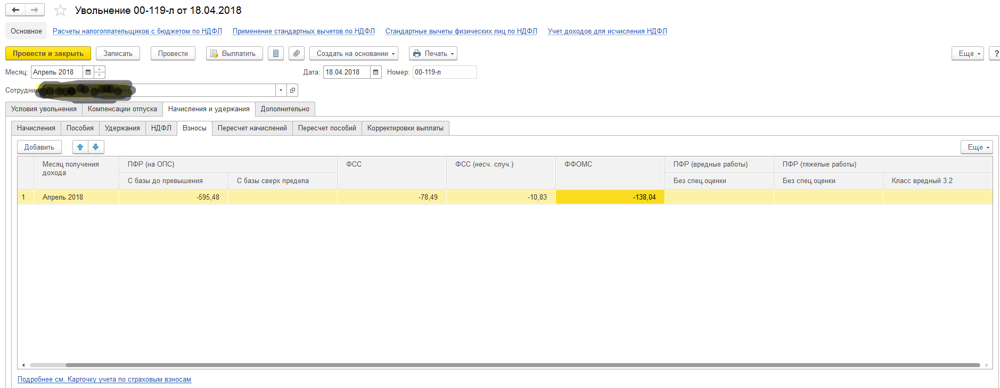 Увольнение 00-119-л от 18.04.2018
Основное Расчеты налогоплательщиков с бюджетом по НДФЛ Применение стандартных вычетов по НДФЛ Стандартные вычеты физических лиц по НДФЛ Учет доходов для исчисления НДФЛ
Провести и закрыть Записать Провести Выплатить Создать на основании Печать Еще ?
Месяц: Апрель 2018 Дата: 18.04.2018 Номер: 00-119-л
Сотрудник
Условия увольнения Компенсации отпуска Начисления и удержания Дополнительно
Начисления Пособия Удержания НДФЛ Взносы Пересчет начислений Пересчет пособий Корректировки выплаты
Добавить Еще
Месяц получения дохода ПФР (на ОПС) ФСС ФСС (несч. случ.) ФФОМС ПФР (вредные работы) ПФР (тяжелые работы)
С базы до превышения С базы сверх предела Без спец.оценки Без спец.оценки Класс вредный 3.2
1 Апрель 2018 -595,48 -78,49 -10,83 -138,04
Подробнее см. Карточку учета по страховым взносам